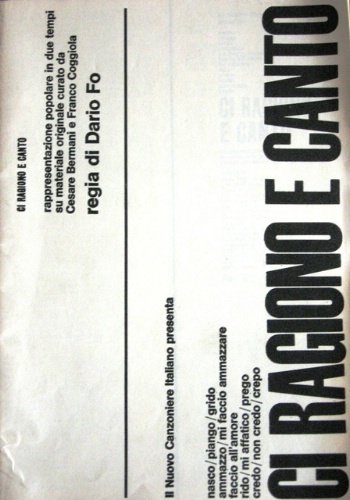 CI RAGIONO E CANTO
rappresentazione popolare in due tempi
su materiale originale curato da
Cesare Bermani e Franco Coggiola
regia di Dario Fo
Il Nuovo Canzoniere Italiano presenta
nasco/piango/grido
ammazzo/mi faccio ammazzare
faccio all'amore
rido/mi affatico/prego
credo/non credo/crepo
CI RAGIONO E CANTO